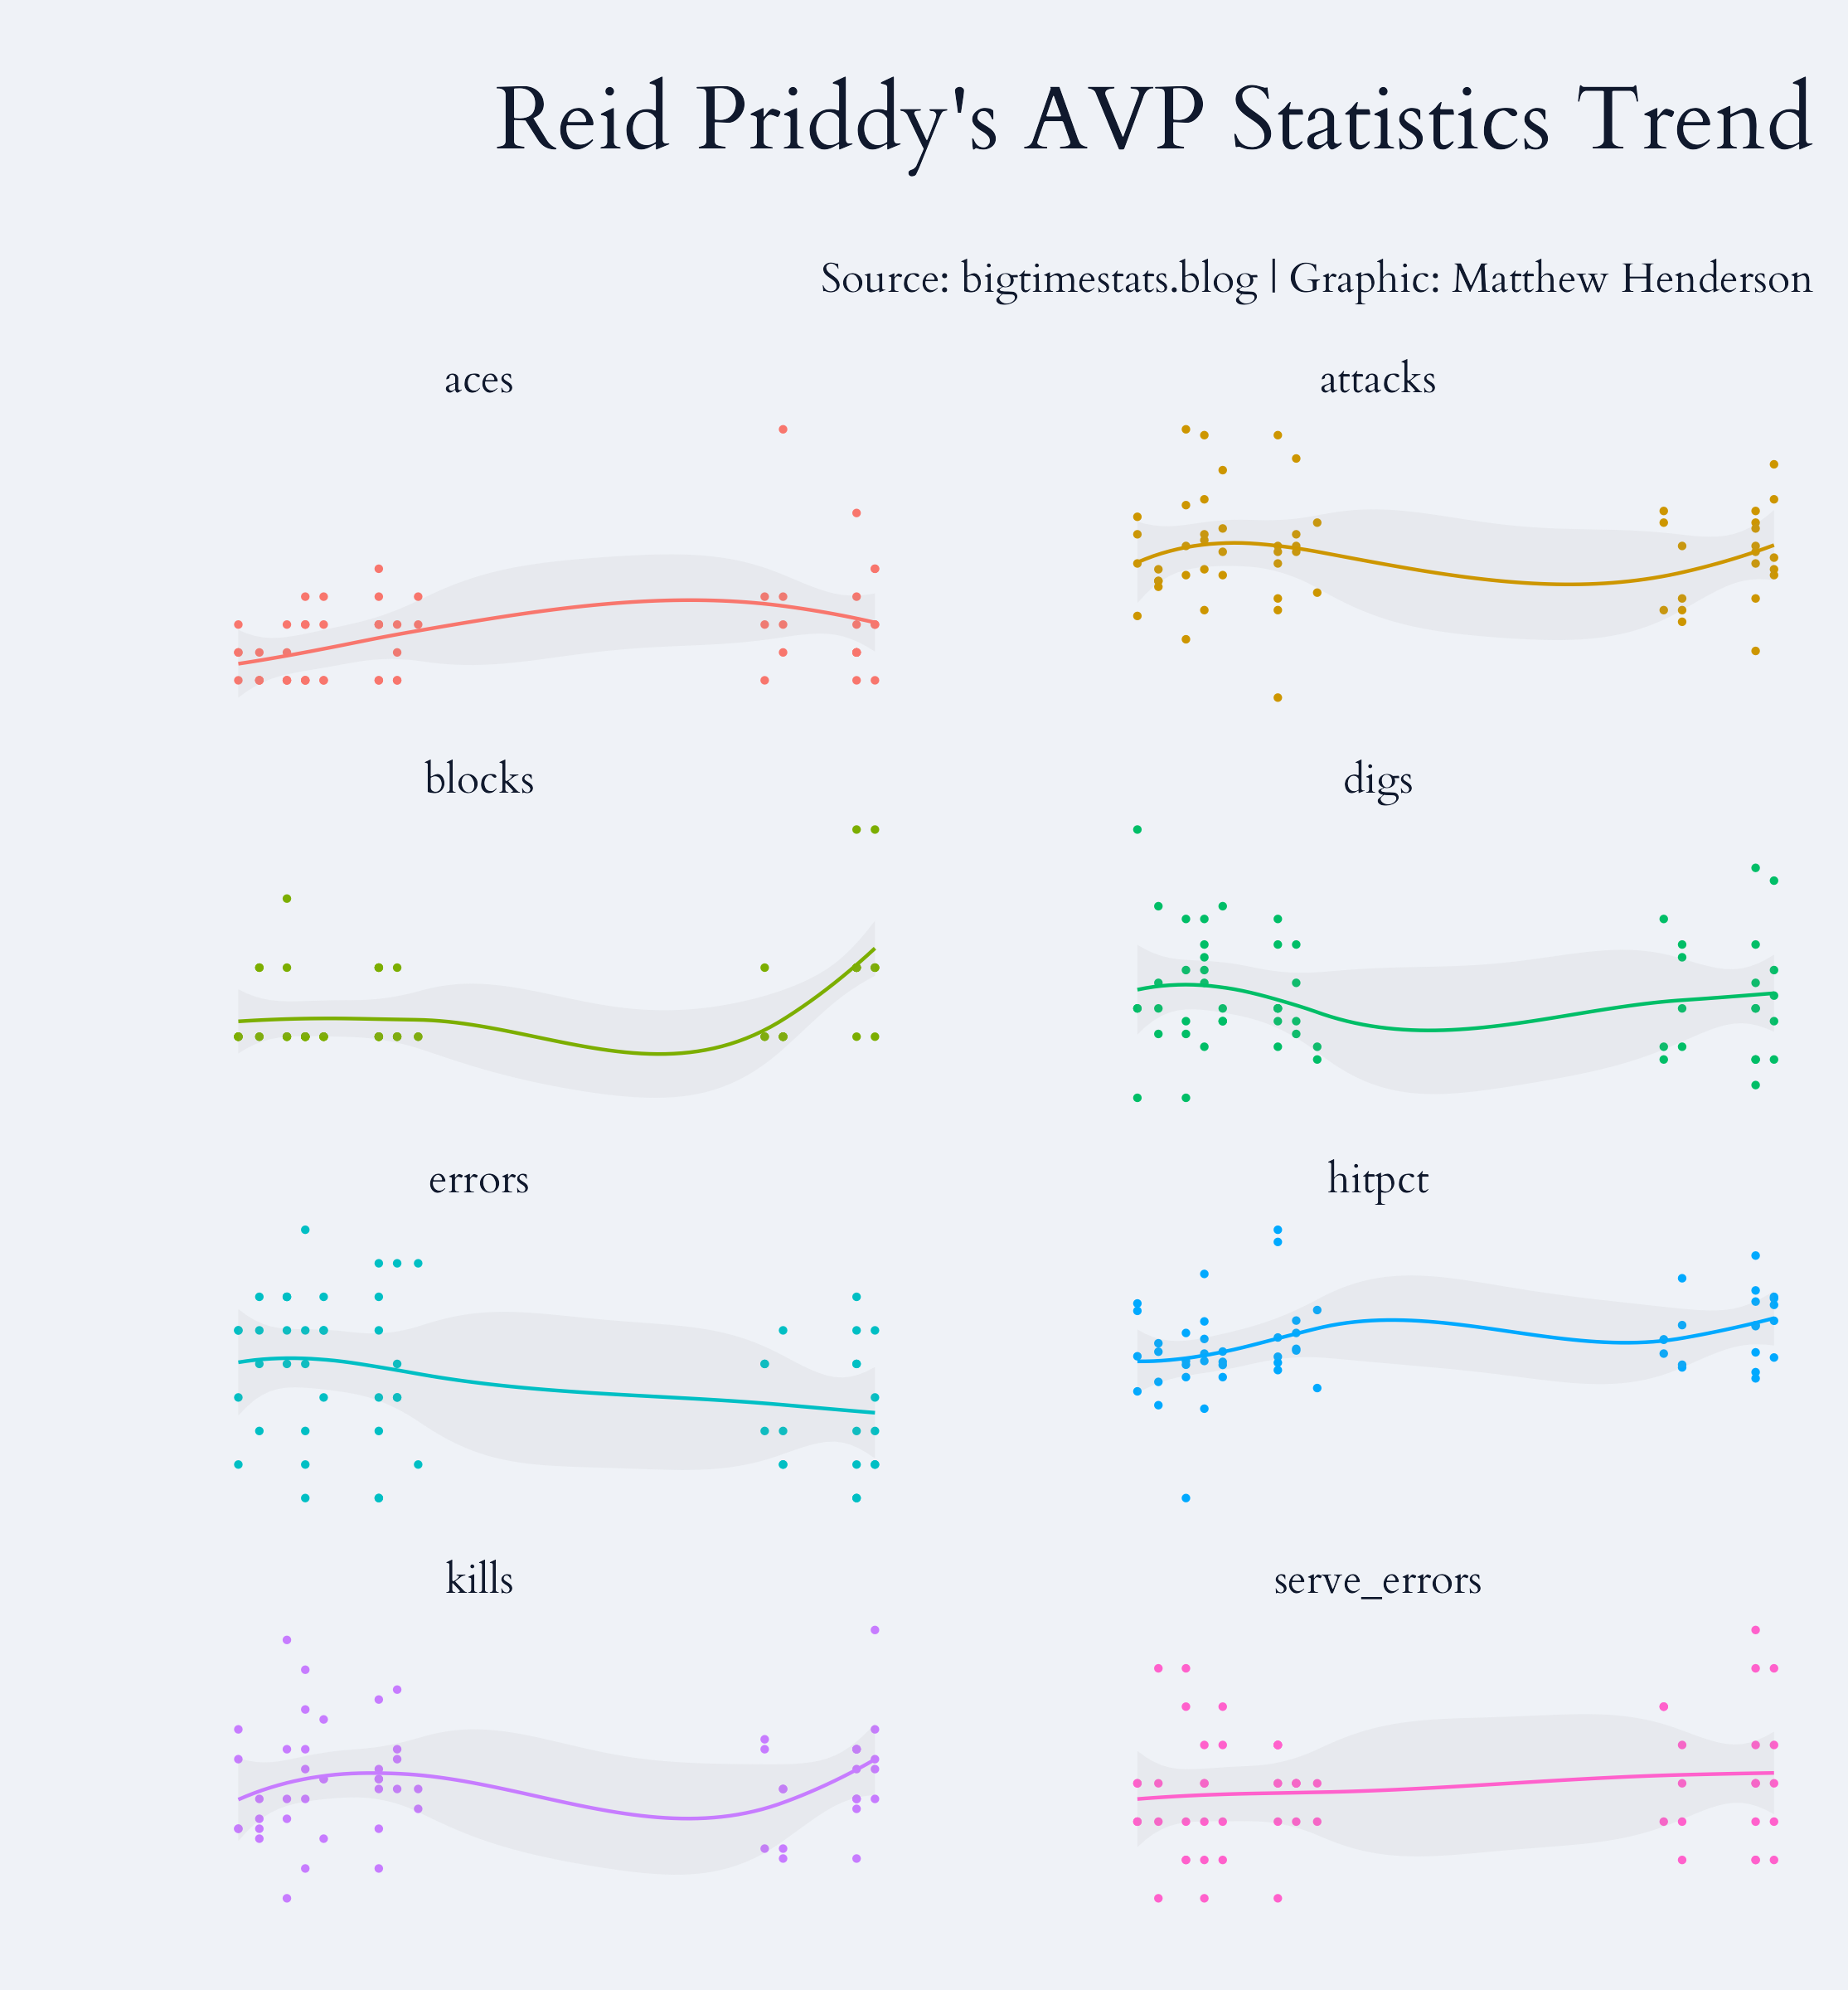 Reid Priddy's AVP Statistics Trend
Source: bigtimestats.blog | Graphic: Matthew Henderson
aces
attacks
blocks
digs
errors
hitpct
kills
serve_errors